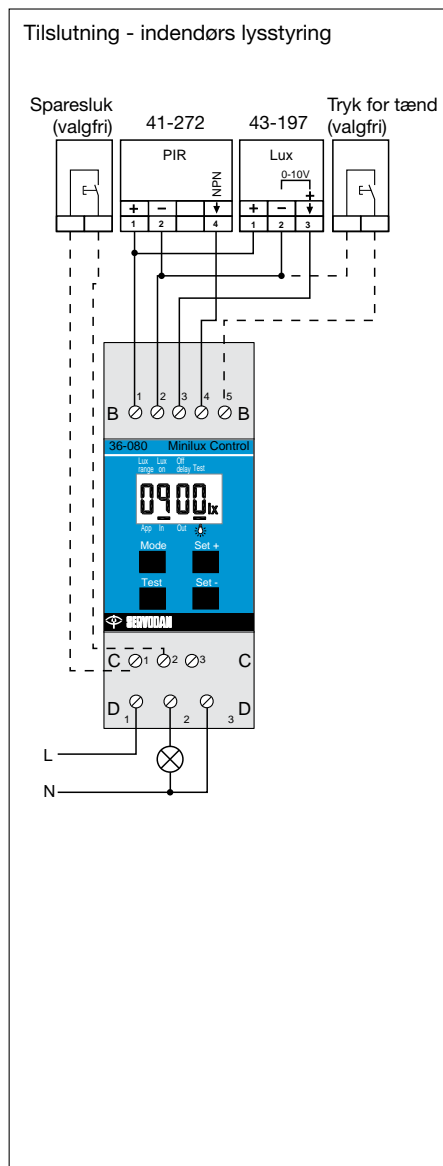 Tilslutning - indendørs lysstyring
Sparesluk
(valgfri)
41-272
43-197
Tryk for tænd
(valgfri)
PIR
NPN
+ −
1 2 4
Lux
0-10V
+
+ −
1 2 3
1 2 3 4 5
B B
36-080 Minilux Control
Lux range
Lux on
Off delay
Test
0900lx
App In Out
Mode Set +
Test Set -
SERVODAN
C 1 2 3 C
D D
1 2 3
L
N